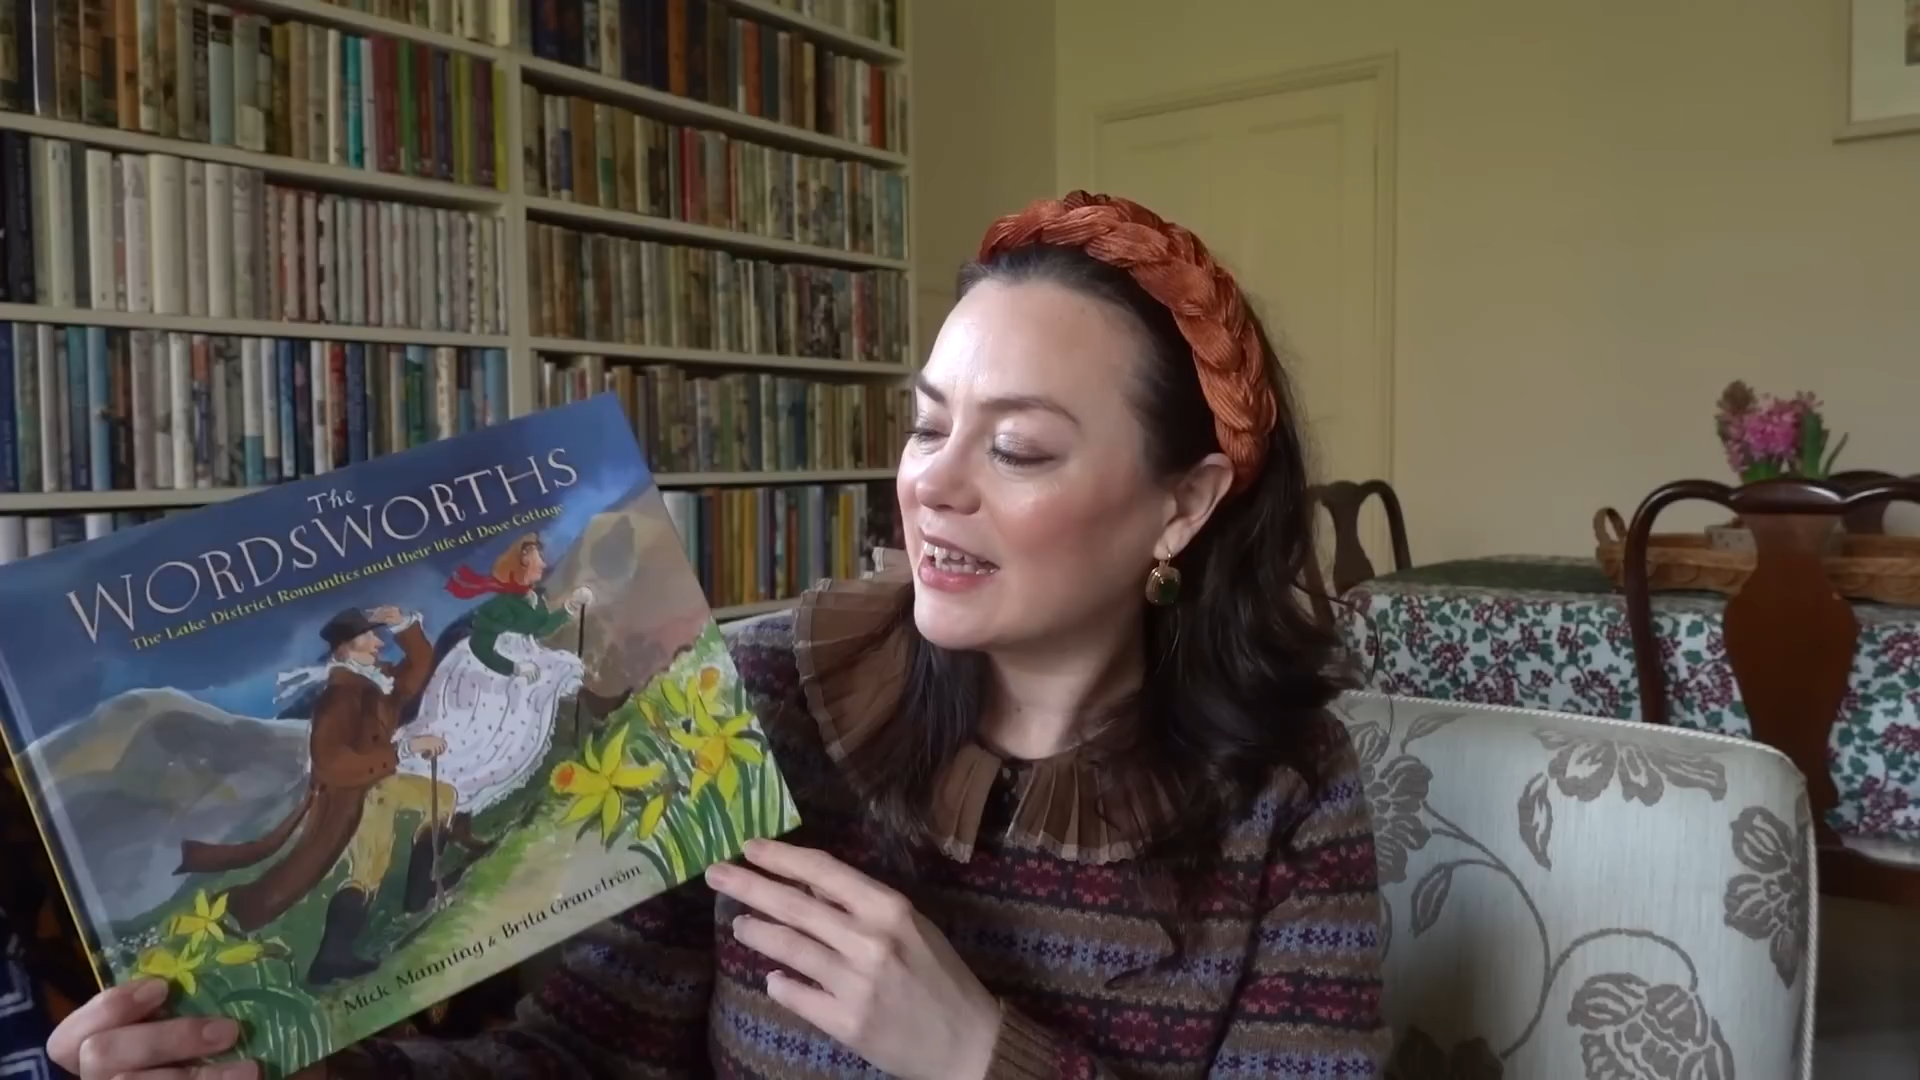 The
WORDSWORTHS
The Lake District Romantics and their life at Dove Cottage
Mick Manning & Brita Granström